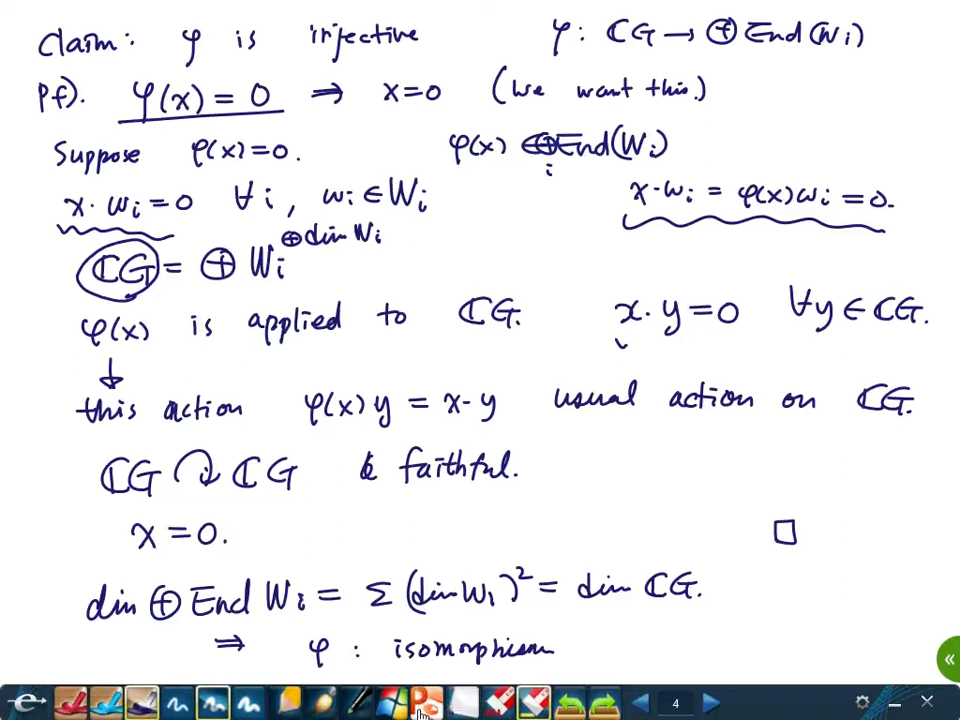 Claim: φ is injective φ: ℂG → ⊕ End(Wi)
Pf). φ(x) = 0 ⇒ x=0 (We want this.)
Suppose φ(x)=0. φ(x) ∈ ⊕ End(Wi)
i
x·wi = 0 ∀i, wi ∈ Wi x·wi = φ(x)wi = 0.
ℂG = ⊕ Wi^⊕dim Wi
φ(x) is applied to ℂG. x·y = 0 ∀y ∈ ℂG.
↓
this action φ(x)y = x·y usual action on ℂG.
ℂG ↷ ℂG is faithful.
x = 0. □
dim ⊕ End Wi = Σ (dim Wi)² = dim ℂG.
⇒ φ : isomorphism
4